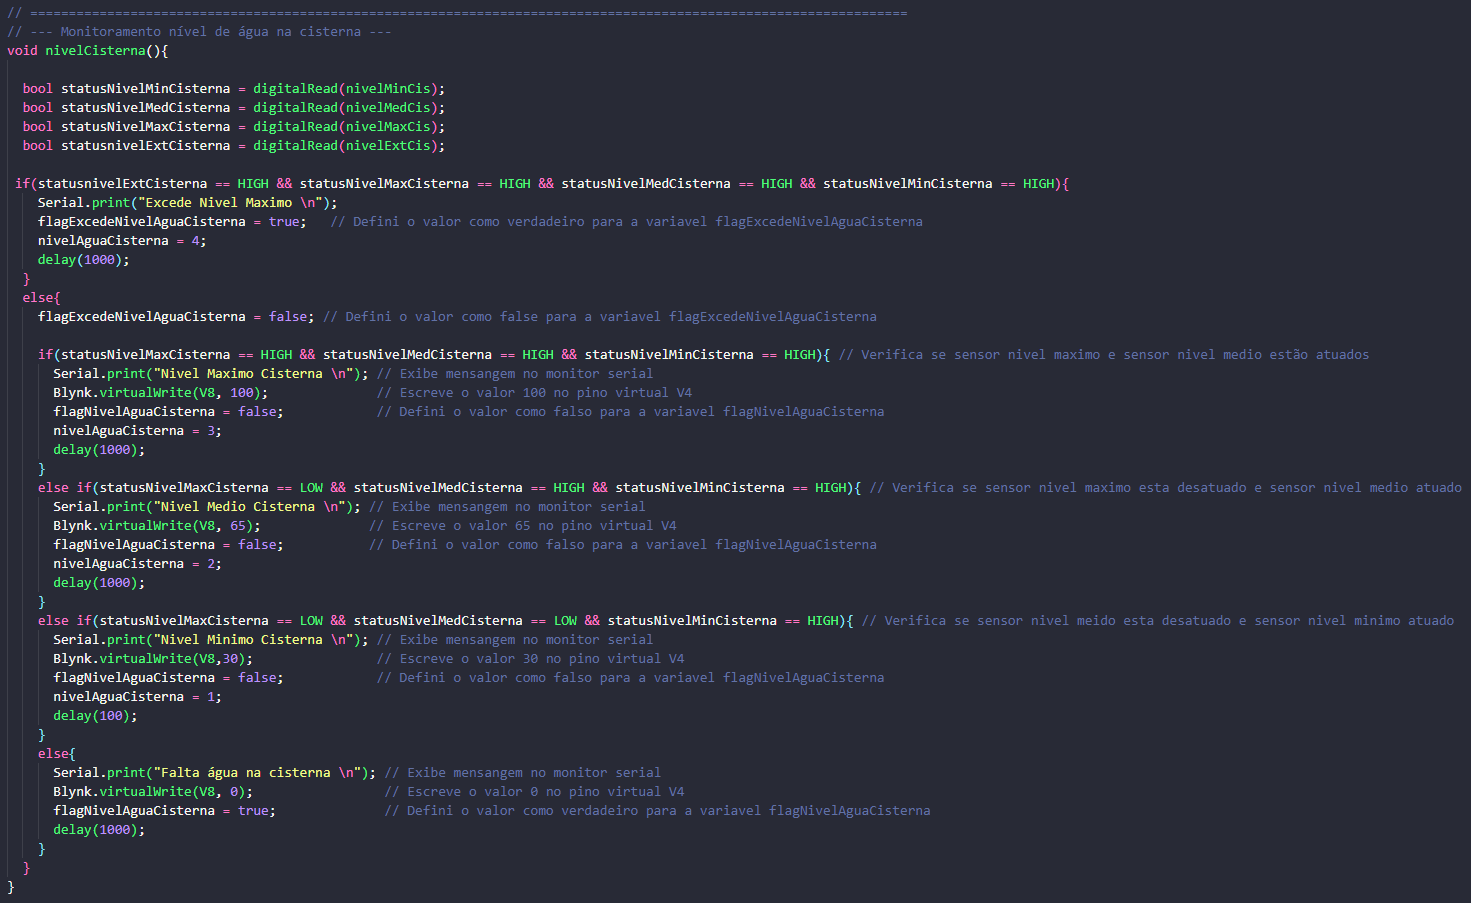 // ==================================================================================================================
// --- Monitoramento nível de água na cisterna ---
void nivelCisterna(){
bool statusNivelMinCisterna = digitalRead(nivelMinCis);
bool statusNivelMedCisterna = digitalRead(nivelMedCis);
bool statusNivelMaxCisterna = digitalRead(nivelMaxCis);
bool statusnivelExtCisterna = digitalRead(nivelExtCis);
if(statusnivelExtCisterna == HIGH && statusNivelMaxCisterna == HIGH && statusNivelMedCisterna == HIGH && statusNivelMinCisterna == HIGH){
Serial.print("Excede Nivel Maximo \n");
flagExcedeNivelAguaCisterna = true;   // Defini o valor como verdadeiro para a variavel flagExcedeNivelAguaCisterna
nivelAguaCisterna = 4;
delay(1000);
}
else{
flagExcedeNivelAguaCisterna = false; // Defini o valor como false para a variavel flagExcedeNivelAguaCisterna
if(statusNivelMaxCisterna == HIGH && statusNivelMedCisterna == HIGH && statusNivelMinCisterna == HIGH){ // Verifica se sensor nivel maximo e sensor nivel medio estão atuados
Serial.print("Nivel Maximo Cisterna \n"); // Exibe mensangem no monitor serial
Blynk.virtualWrite(V8, 100);              // Escreve o valor 100 no pino virtual V4
flagNivelAguaCisterna = false;            // Defini o valor como falso para a variavel flagNivelAguaCisterna
nivelAguaCisterna = 3;
delay(1000);
}
else if(statusNivelMaxCisterna == LOW && statusNivelMedCisterna == HIGH && statusNivelMinCisterna == HIGH){ // Verifica se sensor nivel maximo esta desatuado e sensor nivel medio atuado
Serial.print("Nivel Medio Cisterna \n"); // Exibe mensangem no monitor serial
Blynk.virtualWrite(V8, 65);              // Escreve o valor 65 no pino virtual V4
flagNivelAguaCisterna = false;           // Defini o valor como falso para a variavel flagNivelAguaCisterna
nivelAguaCisterna = 2;
delay(1000);
}
else if(statusNivelMaxCisterna == LOW && statusNivelMedCisterna == LOW && statusNivelMinCisterna == HIGH){ // Verifica se sensor nivel meido esta desatuado e sensor nivel minimo atuado
Serial.print("Nivel Minimo Cisterna \n"); // Exibe mensangem no monitor serial
Blynk.virtualWrite(V8,30);                // Escreve o valor 30 no pino virtual V4
flagNivelAguaCisterna = false;            // Defini o valor como falso para a variavel flagNivelAguaCisterna
nivelAguaCisterna = 1;
delay(100);
}
else{
Serial.print("Falta água na cisterna \n"); // Exibe mensangem no monitor serial
Blynk.virtualWrite(V8, 0);                 // Escreve o valor 0 no pino virtual V4
flagNivelAguaCisterna = true;              // Defini o valor como verdadeiro para a variavel flagNivelAguaCisterna
delay(1000);
}
}
}